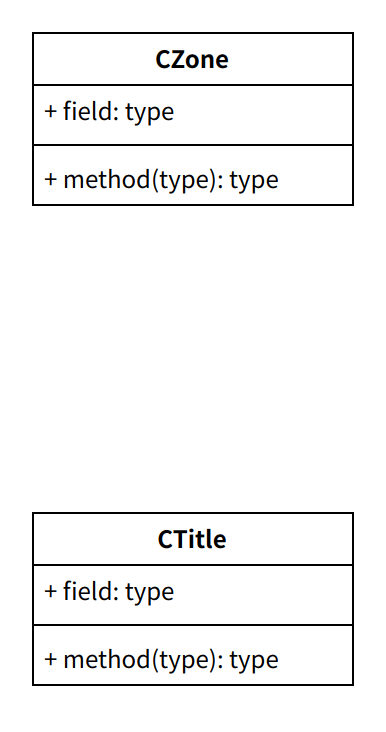 CZone
+ field: type
+ method(type): type
CTitle
+ field: type
+ method(type): type